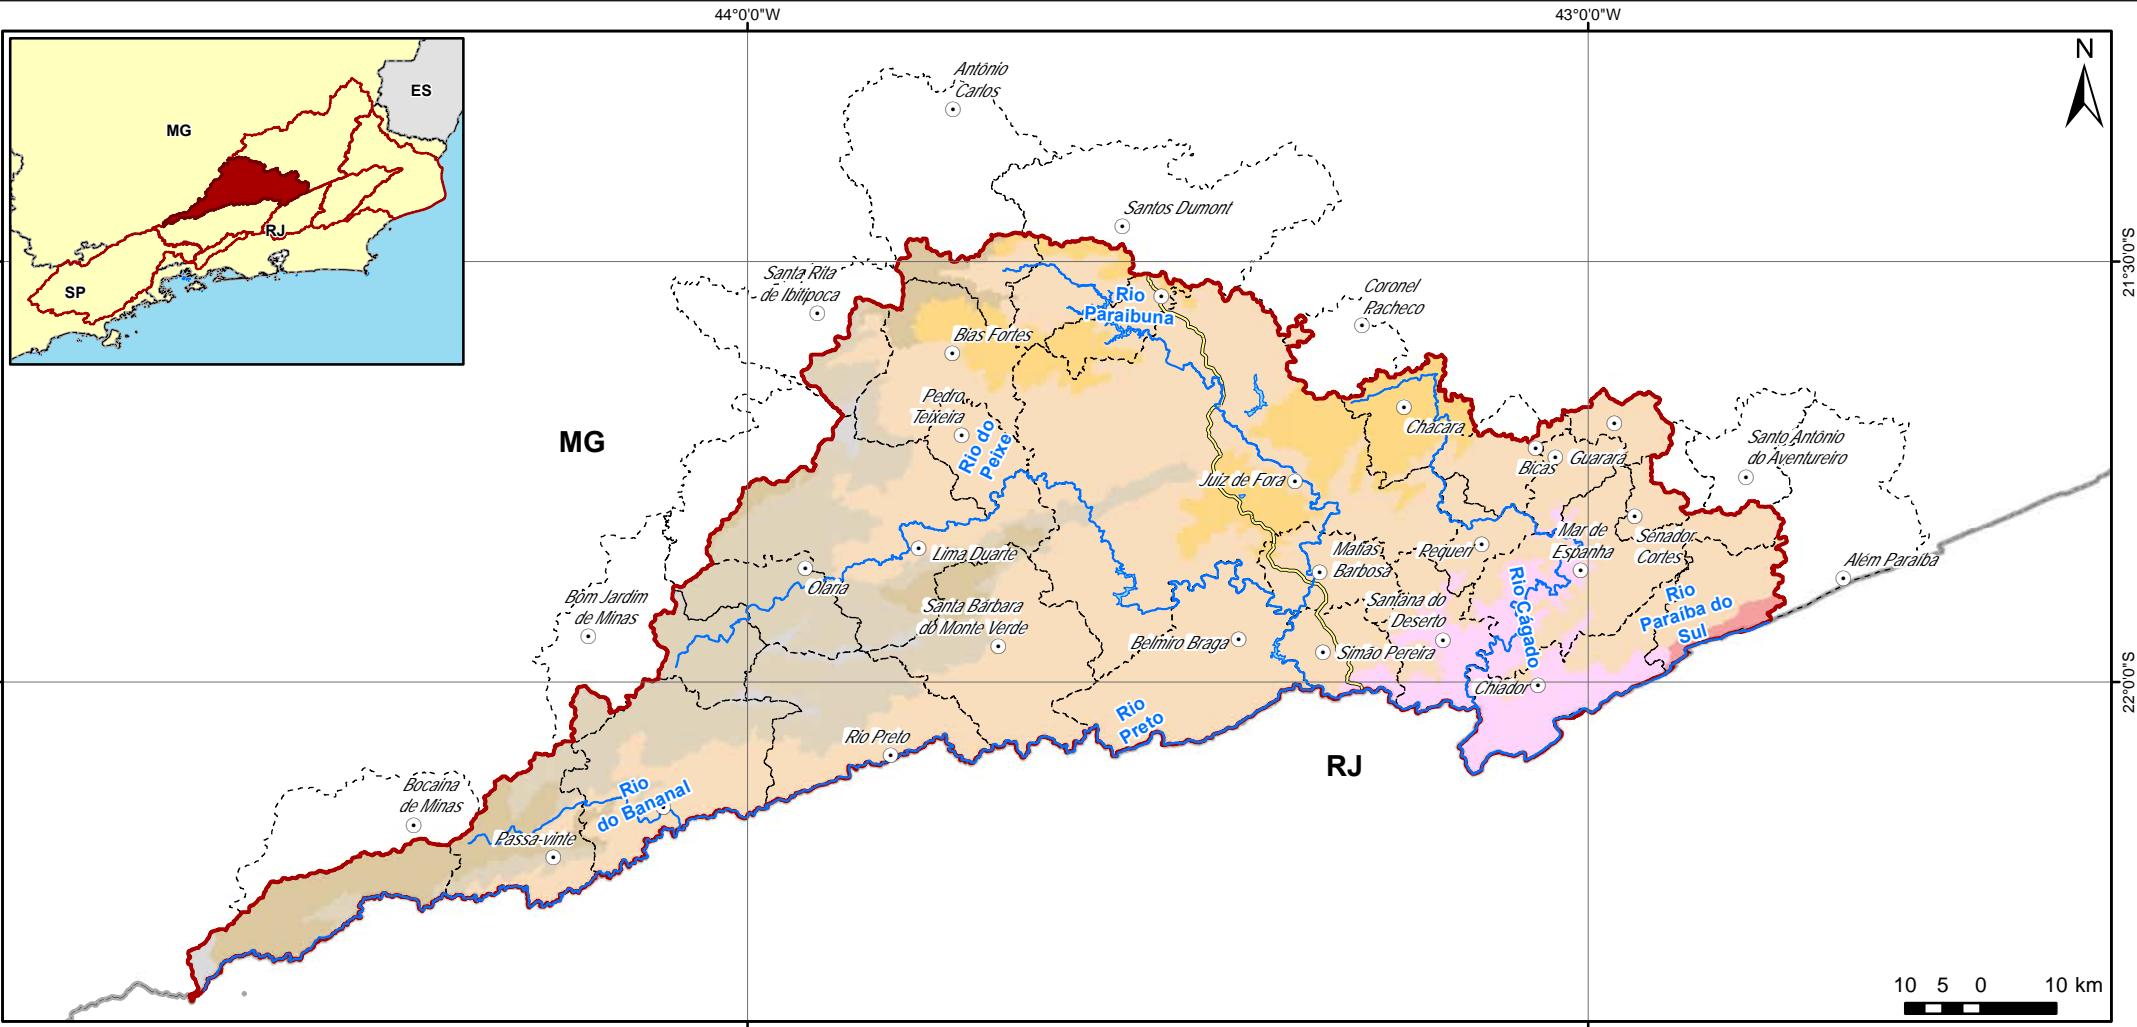 44°0'0"W
43°0'0"W
N
ES
MG
RJ
SP
Antônio
Carlos
Santos Dumont
21°30'0"S
Santa Rita
de Ibitipoca
Coronel
Pacheco
Rio
Paraibuna
Bias Fortes
Pedro
Teixeira
Rio do
Peixe
MG
Chácara
Bicas
Guarará
Santo Antônio
do Aventureiro
Juiz de Fora
Lima Duarte
Olaria
Matias
Barbosa
Pequeri
Mar de
Espanha
Senador
Cortes
Além Paraíba
Bom Jardim
de Minas
Santa Bárbara
do Monte Verde
Santana do
Deserto
Rio Cágado
Rio
Paraíba do
Sul
Belmiro Braga
Simão Pereira
Chiador
22°0'0"S
Rio
Preto
Rio Preto
RJ
Bocaina
de Minas
Rio
do Bananal
Passa-vinte
10 5 0 10 km